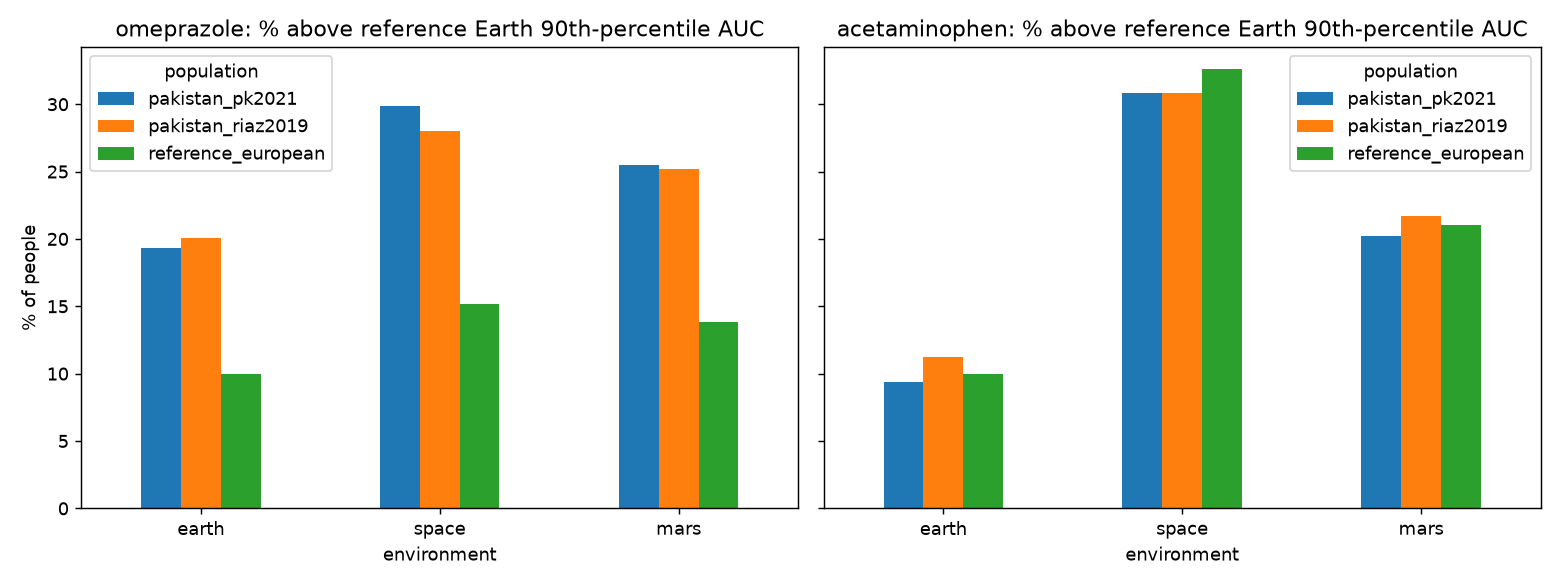 omeprazole: % above reference Earth 90th-percentile AUC
population
pakistan_pk2021
pakistan_riaz2019
reference_european
% of people
30
25
20
15
10
5
0
earth
space
mars
environment
acetaminophen: % above reference Earth 90th-percentile AUC
population
pakistan_pk2021
pakistan_riaz2019
reference_european
earth
space
mars
environment